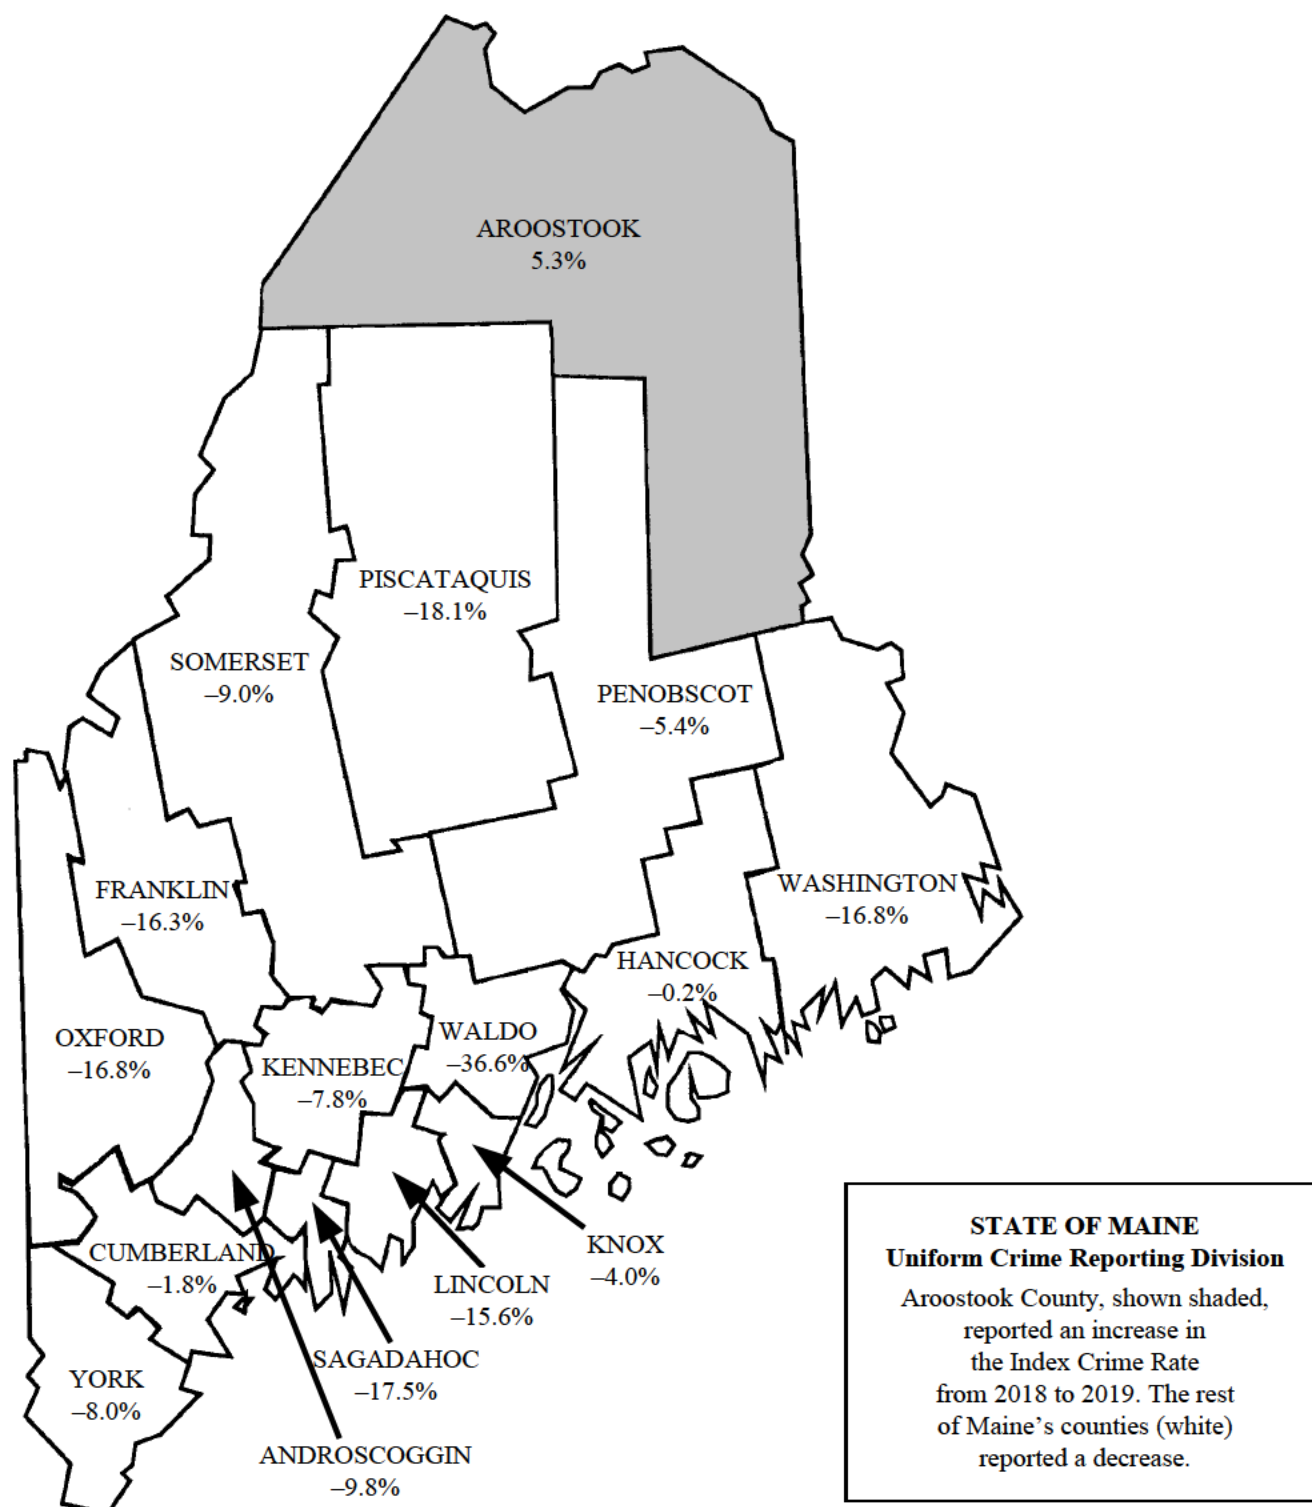 AROOSTOOK
5.3%
PISCATAQUIS
–18.1%
SOMERSET
–9.0%
PENOBSCOT
–5.4%
FRANKLIN
–16.3%
WASHINGTON
–16.8%
HANCOCK
–0.2%
OXFORD
–16.8%
WALDO
–36.6%
KENNEBEC
–7.8%
KNOX
–4.0%
CUMBERLAND
–1.8%
LINCOLN
–15.6%
SAGADAHOC
–17.5%
YORK
–8.0%
ANDROSCOGGIN
–9.8%
STATE OF MAINE
Uniform Crime Reporting Division
Aroostook County, shown shaded,
reported an increase in
the Index Crime Rate
from 2018 to 2019. The rest
of Maine’s counties (white)
reported a decrease.